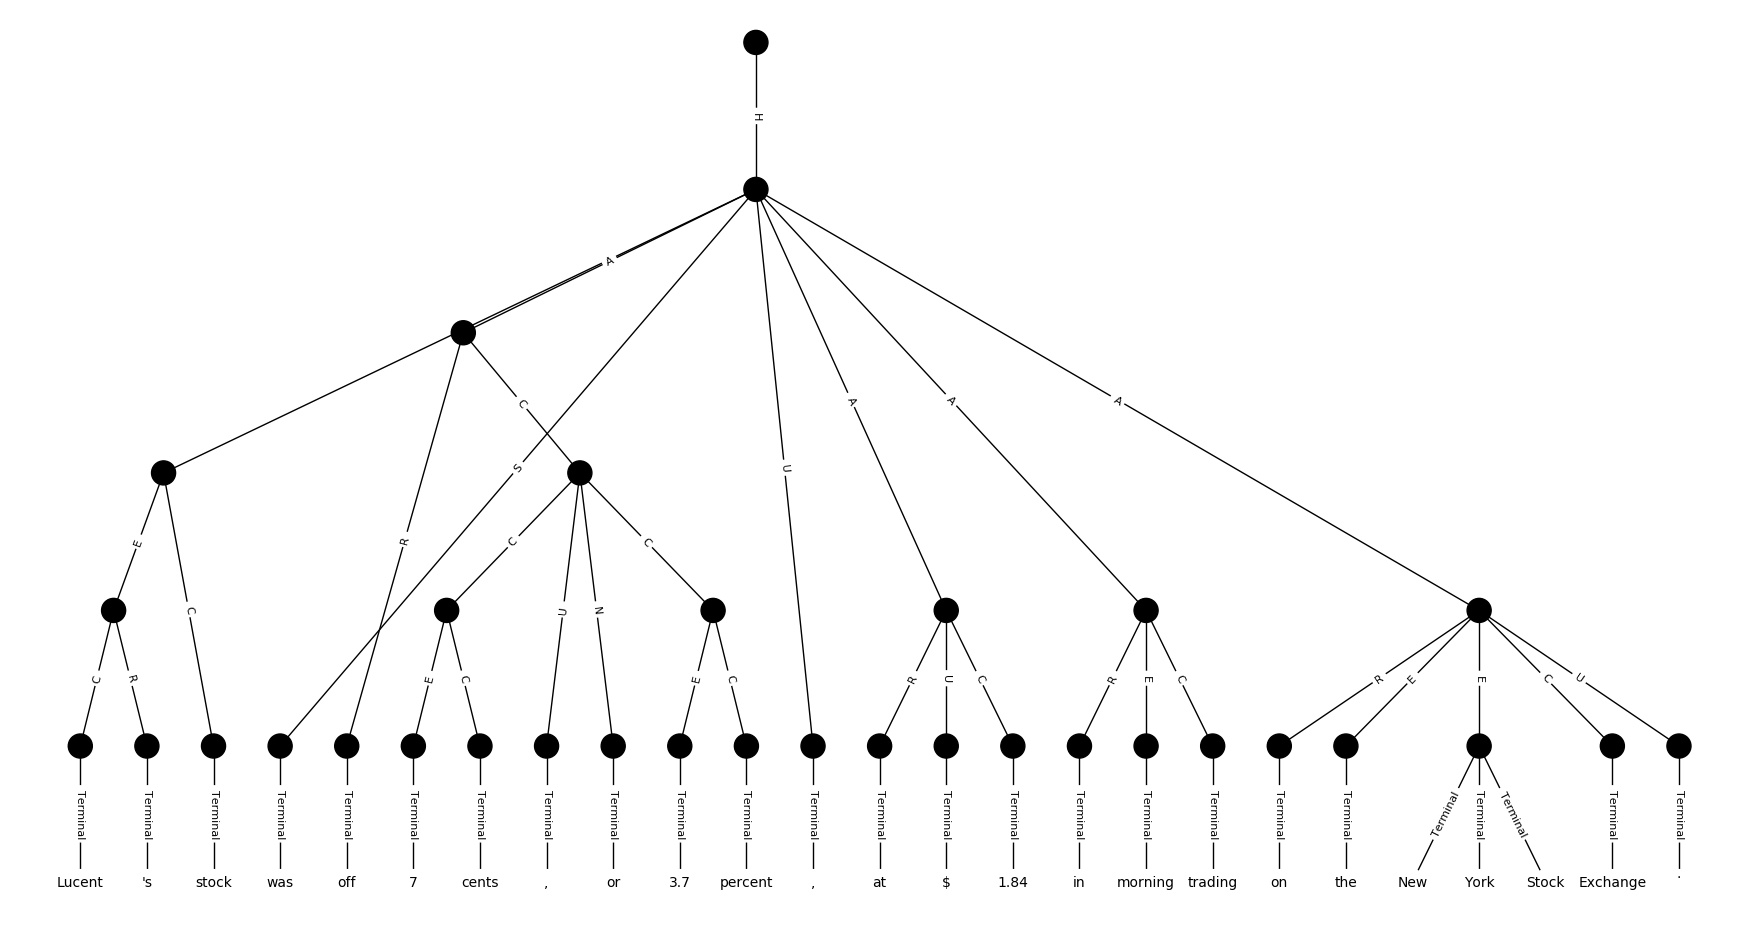 H
A
C
A
A
A
S
U
E
R
C
C
C
U
N
C
R
E
C
E
C
R
U
C
R
E
C
R
E
E
C
U
Terminal Terminal Terminal Terminal Terminal Terminal Terminal Terminal Terminal Terminal Terminal Terminal Terminal Terminal Terminal Terminal Terminal Terminal Terminal Terminal Terminal Terminal Terminal Terminal Terminal
Lucent 's stock was off 7 cents , or 3.7 percent , at $ 1.84 in morning trading on the New York Stock Exchange .